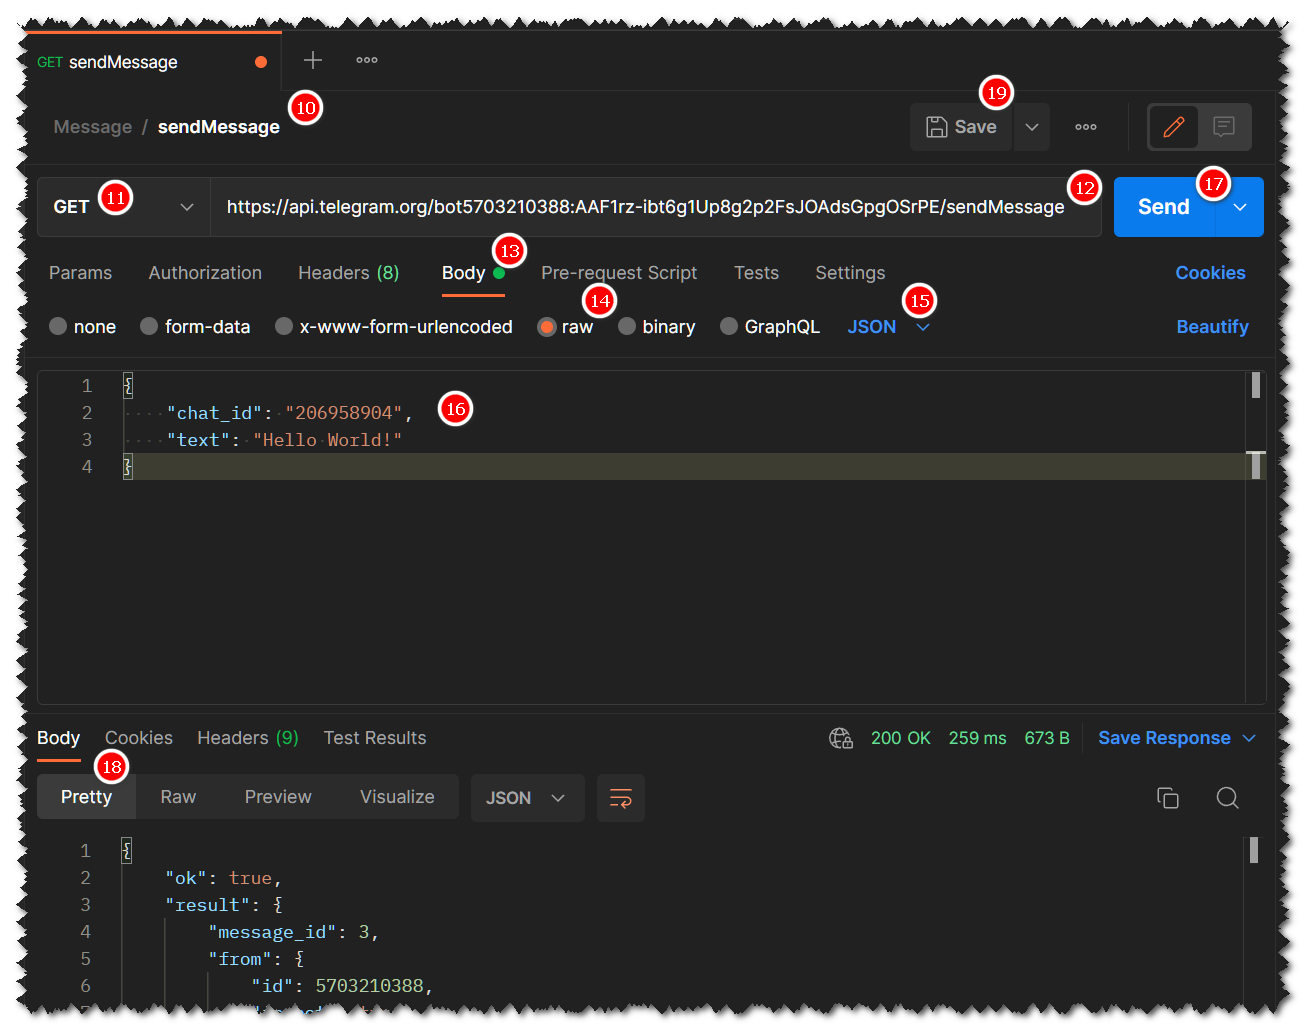 GET sendMessage
10
Message / sendMessage
19
Save
GET
11
https://api.telegram.org/bot5703210388:AAF1rz-ibt6g1Up8g2p2FsJOAdsGpgOSrPE/sendMessage
12
Send
17
13
Params Authorization Headers (8) Body Pre-request Script Tests Settings Cookies
14
15
none form-data x-www-form-urlencoded raw binary GraphQL JSON Beautify
1 {
2 "chat_id": "206958904",
16
3 "text": "Hello World!"
4 }
Body Cookies Headers (9) Test Results 200 OK 259 ms 673 B Save Response
18
Pretty Raw Preview Visualize JSON
1 {
2 "ok": true,
3 "result": {
4 "message_id": 3,
5 "from": {
6 "id": 5703210388,